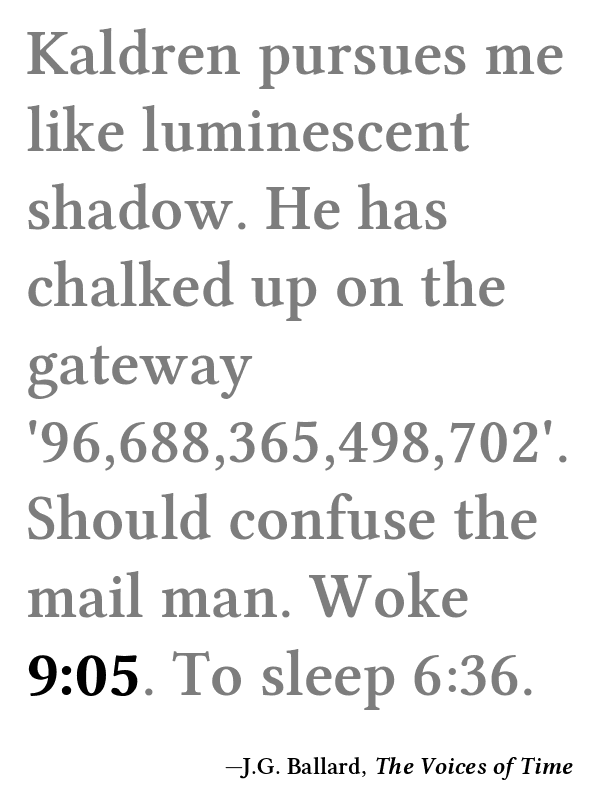 Kaldren pursues me
like luminescent
shadow. He has
chalked up on the
gateway
'96,688,365,498,702'.
Should confuse the
mail man. Woke
9:05. To sleep 6:36.
—J.G. Ballard, The Voices of Time